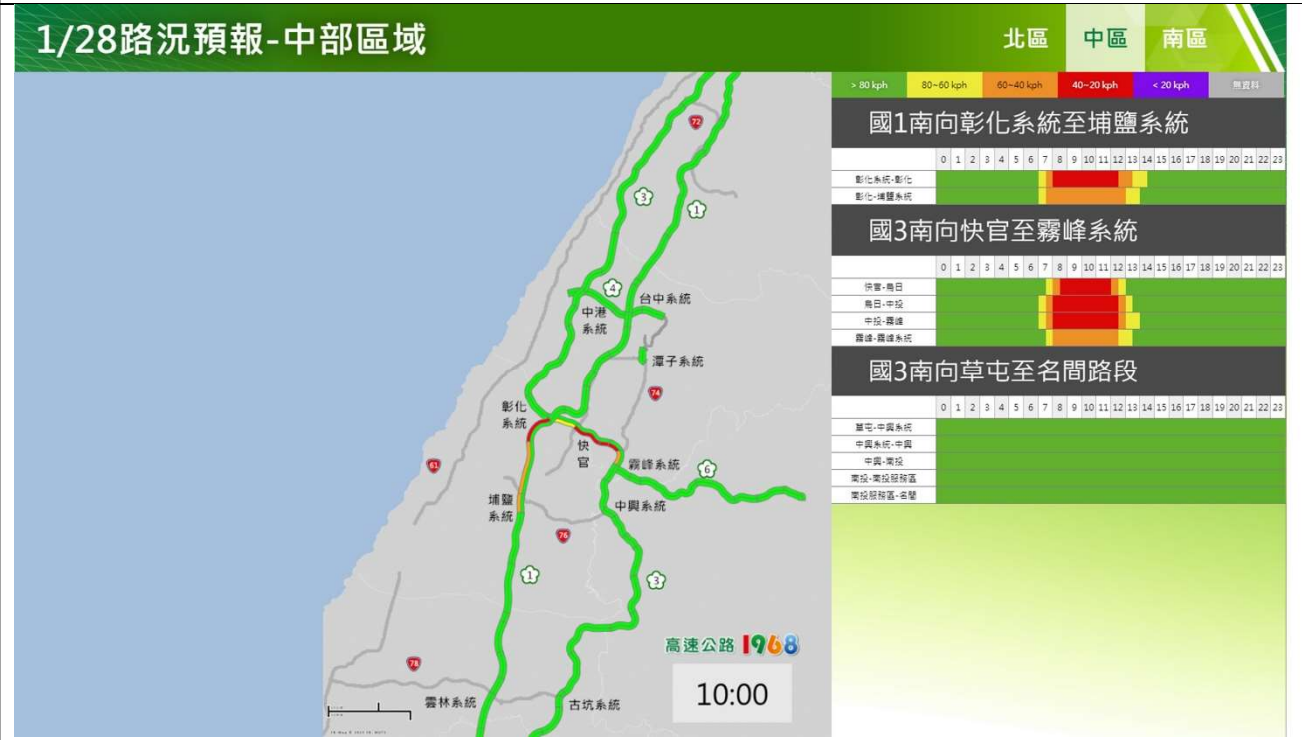 1/28路況預報-中部區域
北區 中區 南區
> 80 kph 80~60 kph 60~40 kph 40~20 kph < 20 kph 無資料
國1南向彰化系統至埔鹽系統
0 1 2 3 4 5 6 7 8 9 10 11 12 13 14 15 16 17 18 19 20 21 22 23
彰化系統-彰化
彰化-埔鹽系統
國3南向快官至霧峰系統
0 1 2 3 4 5 6 7 8 9 10 11 12 13 14 15 16 17 18 19 20 21 22 23
快官-烏日
烏日-中投
中投-霧峰
霧峰-霧峰系統
國3南向草屯至名間路段
0 1 2 3 4 5 6 7 8 9 10 11 12 13 14 15 16 17 18 19 20 21 22 23
草屯-中興系統
中興系統-中興
中興-南投
南投-南投服務區
南投服務區-名間
72
3
1
4
台中系統
中港
系統
潭子系統
74
彰化
系統
快
官
霧峰系統
6
61
埔鹽
系統
中興系統
76
1
3
高速公路1968
78
10:00
雲林系統
古坑系統